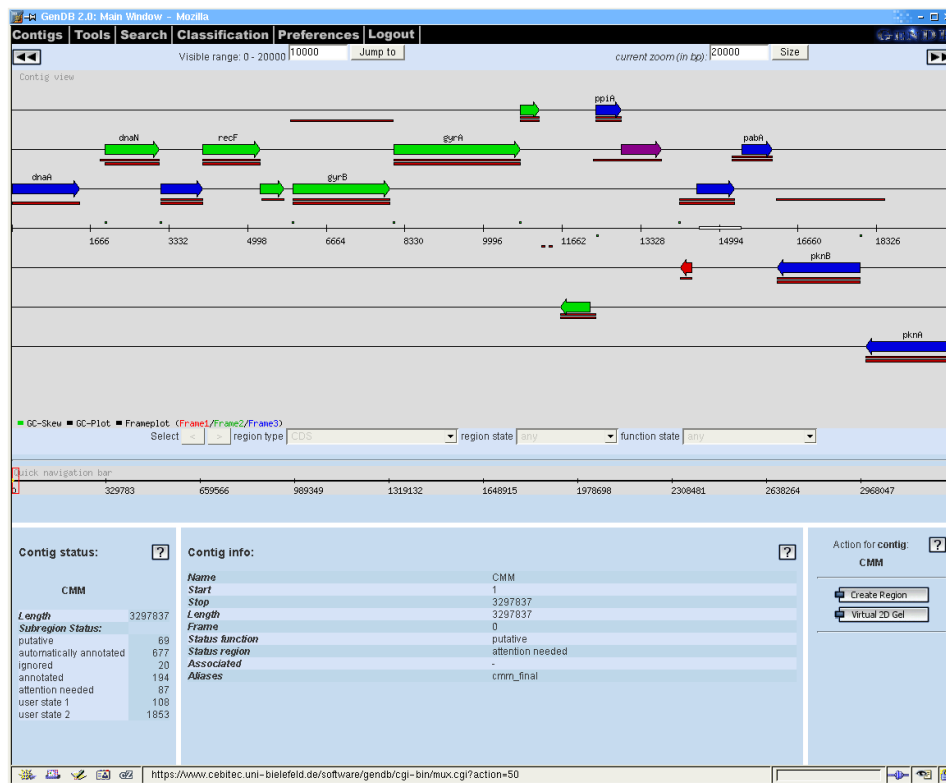 GenDB 2.0: Main Window - Mozilla
Contigs Tools Search Classification Preferences Logout GenDB
Visible range: 0 - 20000 10000 Jump to current zoom (in bp): 20000 Size
Contig view
ppiA
dnaN recF gyrA pabA
dnaA gyrB
1666 3332 4998 6664 8330 9996 11662 13328 14994 16660 18326
pknB
pknA
GC-Skew GC-Plot Frameplot (Frame1/Frame2/Frame3)
Select < > region type CDS region state any function state any
Quick navigation bar
0 329783 659566 989349 1319132 1648915 1978698 2308481 2638264 2968047
Contig status: ? Contig info: ? Action for contig: ?
CMM
CMM
Name CMM
Start 1
Stop 3297837
Length 3297837
Frame 0
Status function putative
Status region attention needed
Associated -
Aliases cmm_final
Length 3297837
Subregion Status:
putative 69
automatically annotated 677
ignored 20
annotated 194
attention needed 87
user state 1 108
user state 2 1853
Create Region
Virtual 2D Gel
https://www.cebitec.uni-bielefeld.de/software/gendb/cgi-bin/mux.cgi?action=50